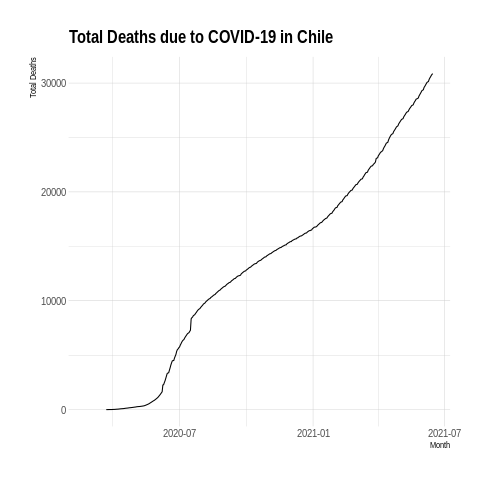 Total Deaths due to COVID-19 in Chile
Total Deaths
30000
20000
10000
0
2020-07
2021-01
2021-07
Month